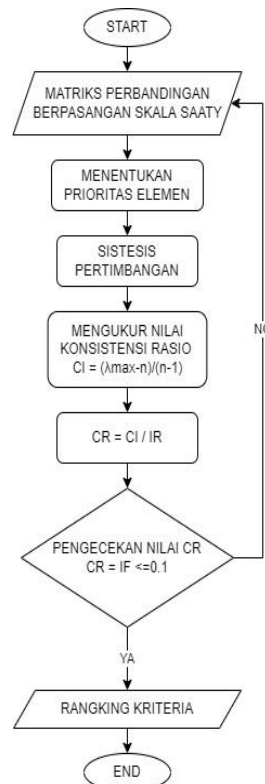 START
MATRIKS PERBANDINGAN
BERPASANGAN SKALA SAATY
MENENTUKAN
PRIORITAS ELEMEN
SISTESIS
PERTIMBANGAN
MENGUKUR NILAI
KONSISTENSI RASIO
CI = (λmax-n)/(n-1)
NO
CR = CI / IR
PENGECEKAN NILAI CR
CR = IF <=0.1
YA
RANGKING KRITERIA
END